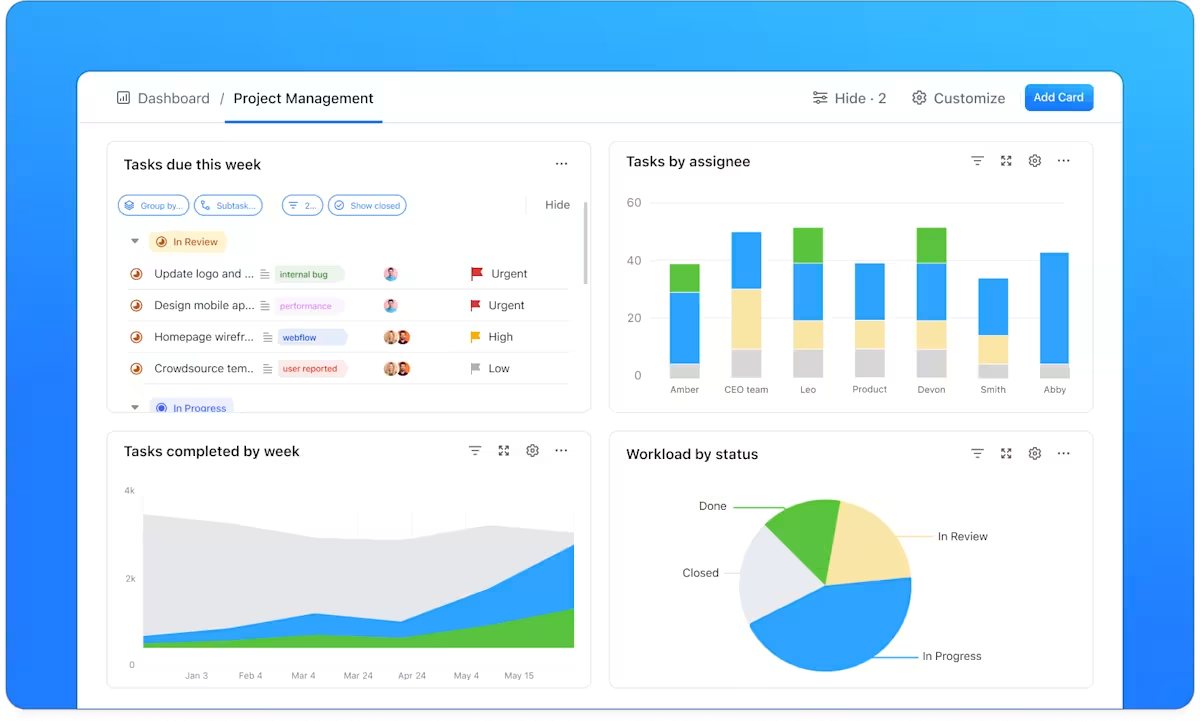 Dashboard / Project Management
Hide · 2
Customize
Add Card
Tasks due this week
...
Group by...
Subtask...
2...
Show closed
Hide
In Review
Update logo and ...
internal bug
Urgent
Design mobile ap...
performance
Urgent
Homepage wirefr...
webflow
High
Crowdsource tem...
user reported
Low
In Progress
Tasks by assignee
...
60
40
20
0
Amber
CEO team
Leo
Product
Devon
Smith
Abby
Tasks completed by week
...
4k
2k
0
Jan 3
Feb 4
Mar 4
Mar 24
Apr 24
May 4
May 15
Workload by status
...
Done
In Review
Closed
In Progress